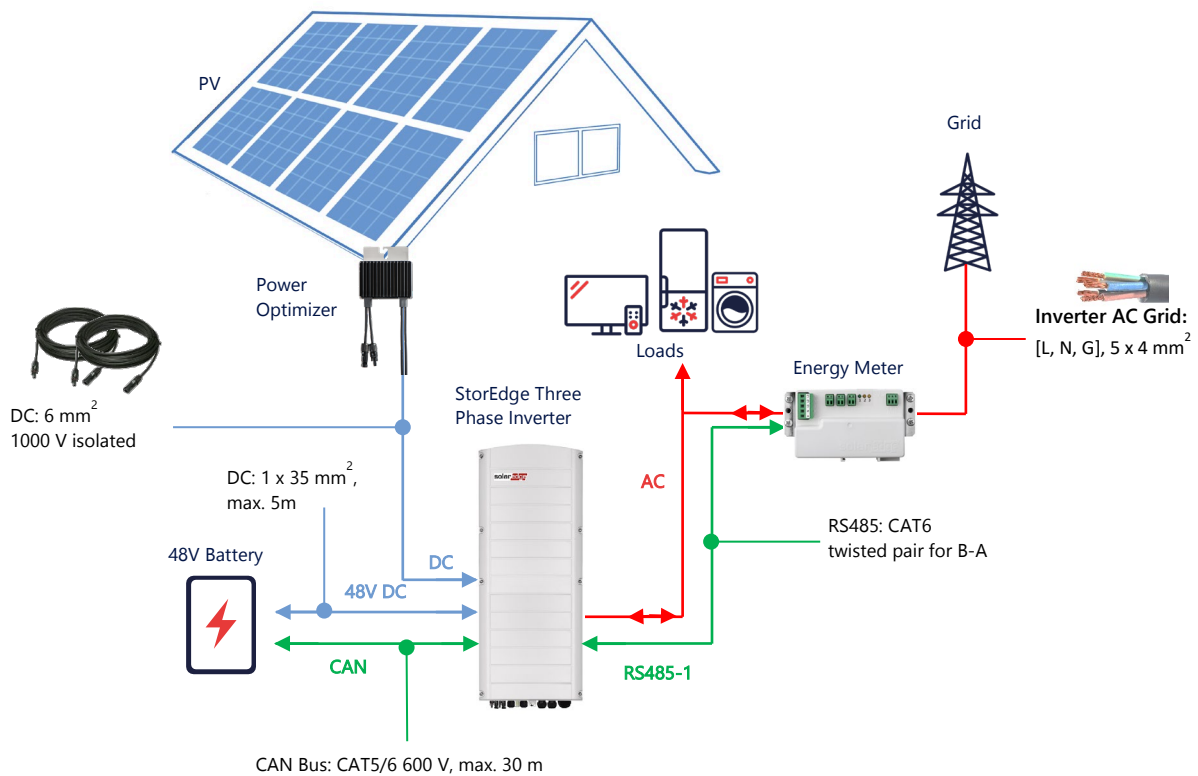 PV
Grid
Power
Optimizer
Inverter AC Grid:
[L, N, G], 5 x 4 mm²
Loads
Energy Meter
StorEdge Three
Phase Inverter
DC: 6 mm²
1000 V isolated
solaredge
DC: 1 x 35 mm²,
max. 5m
AC
RS485: CAT6
twisted pair for B-A
48V Battery
DC
48V DC
CAN
RS485-1
CAN Bus: CAT5/6 600 V, max. 30 m